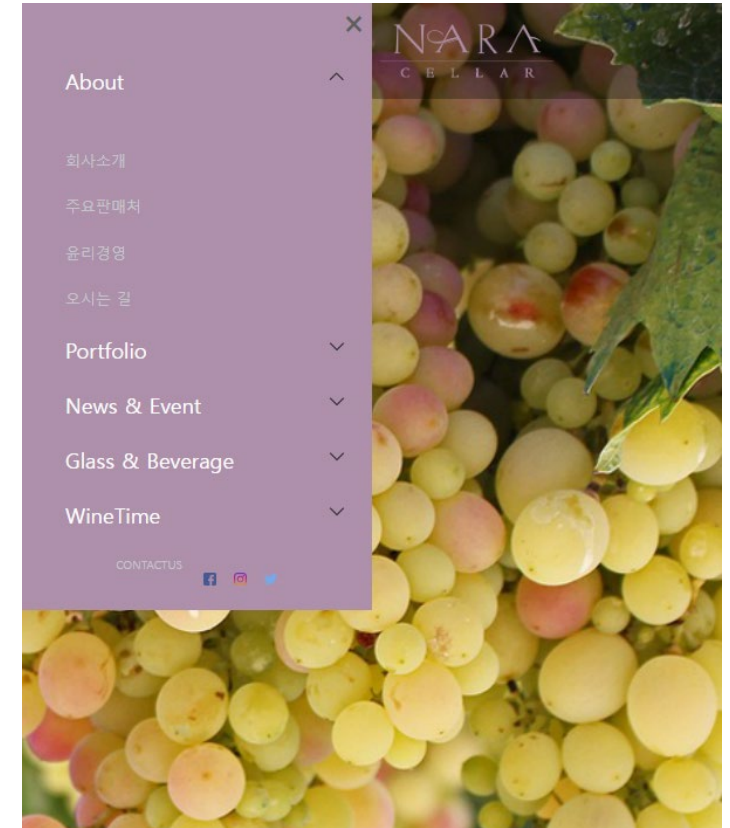 NARA
CELLAR
About
회사소개
주요판매처
윤리경영
오시는 길
Portfolio
News & Event
Glass & Beverage
WineTime
CONTACTUS